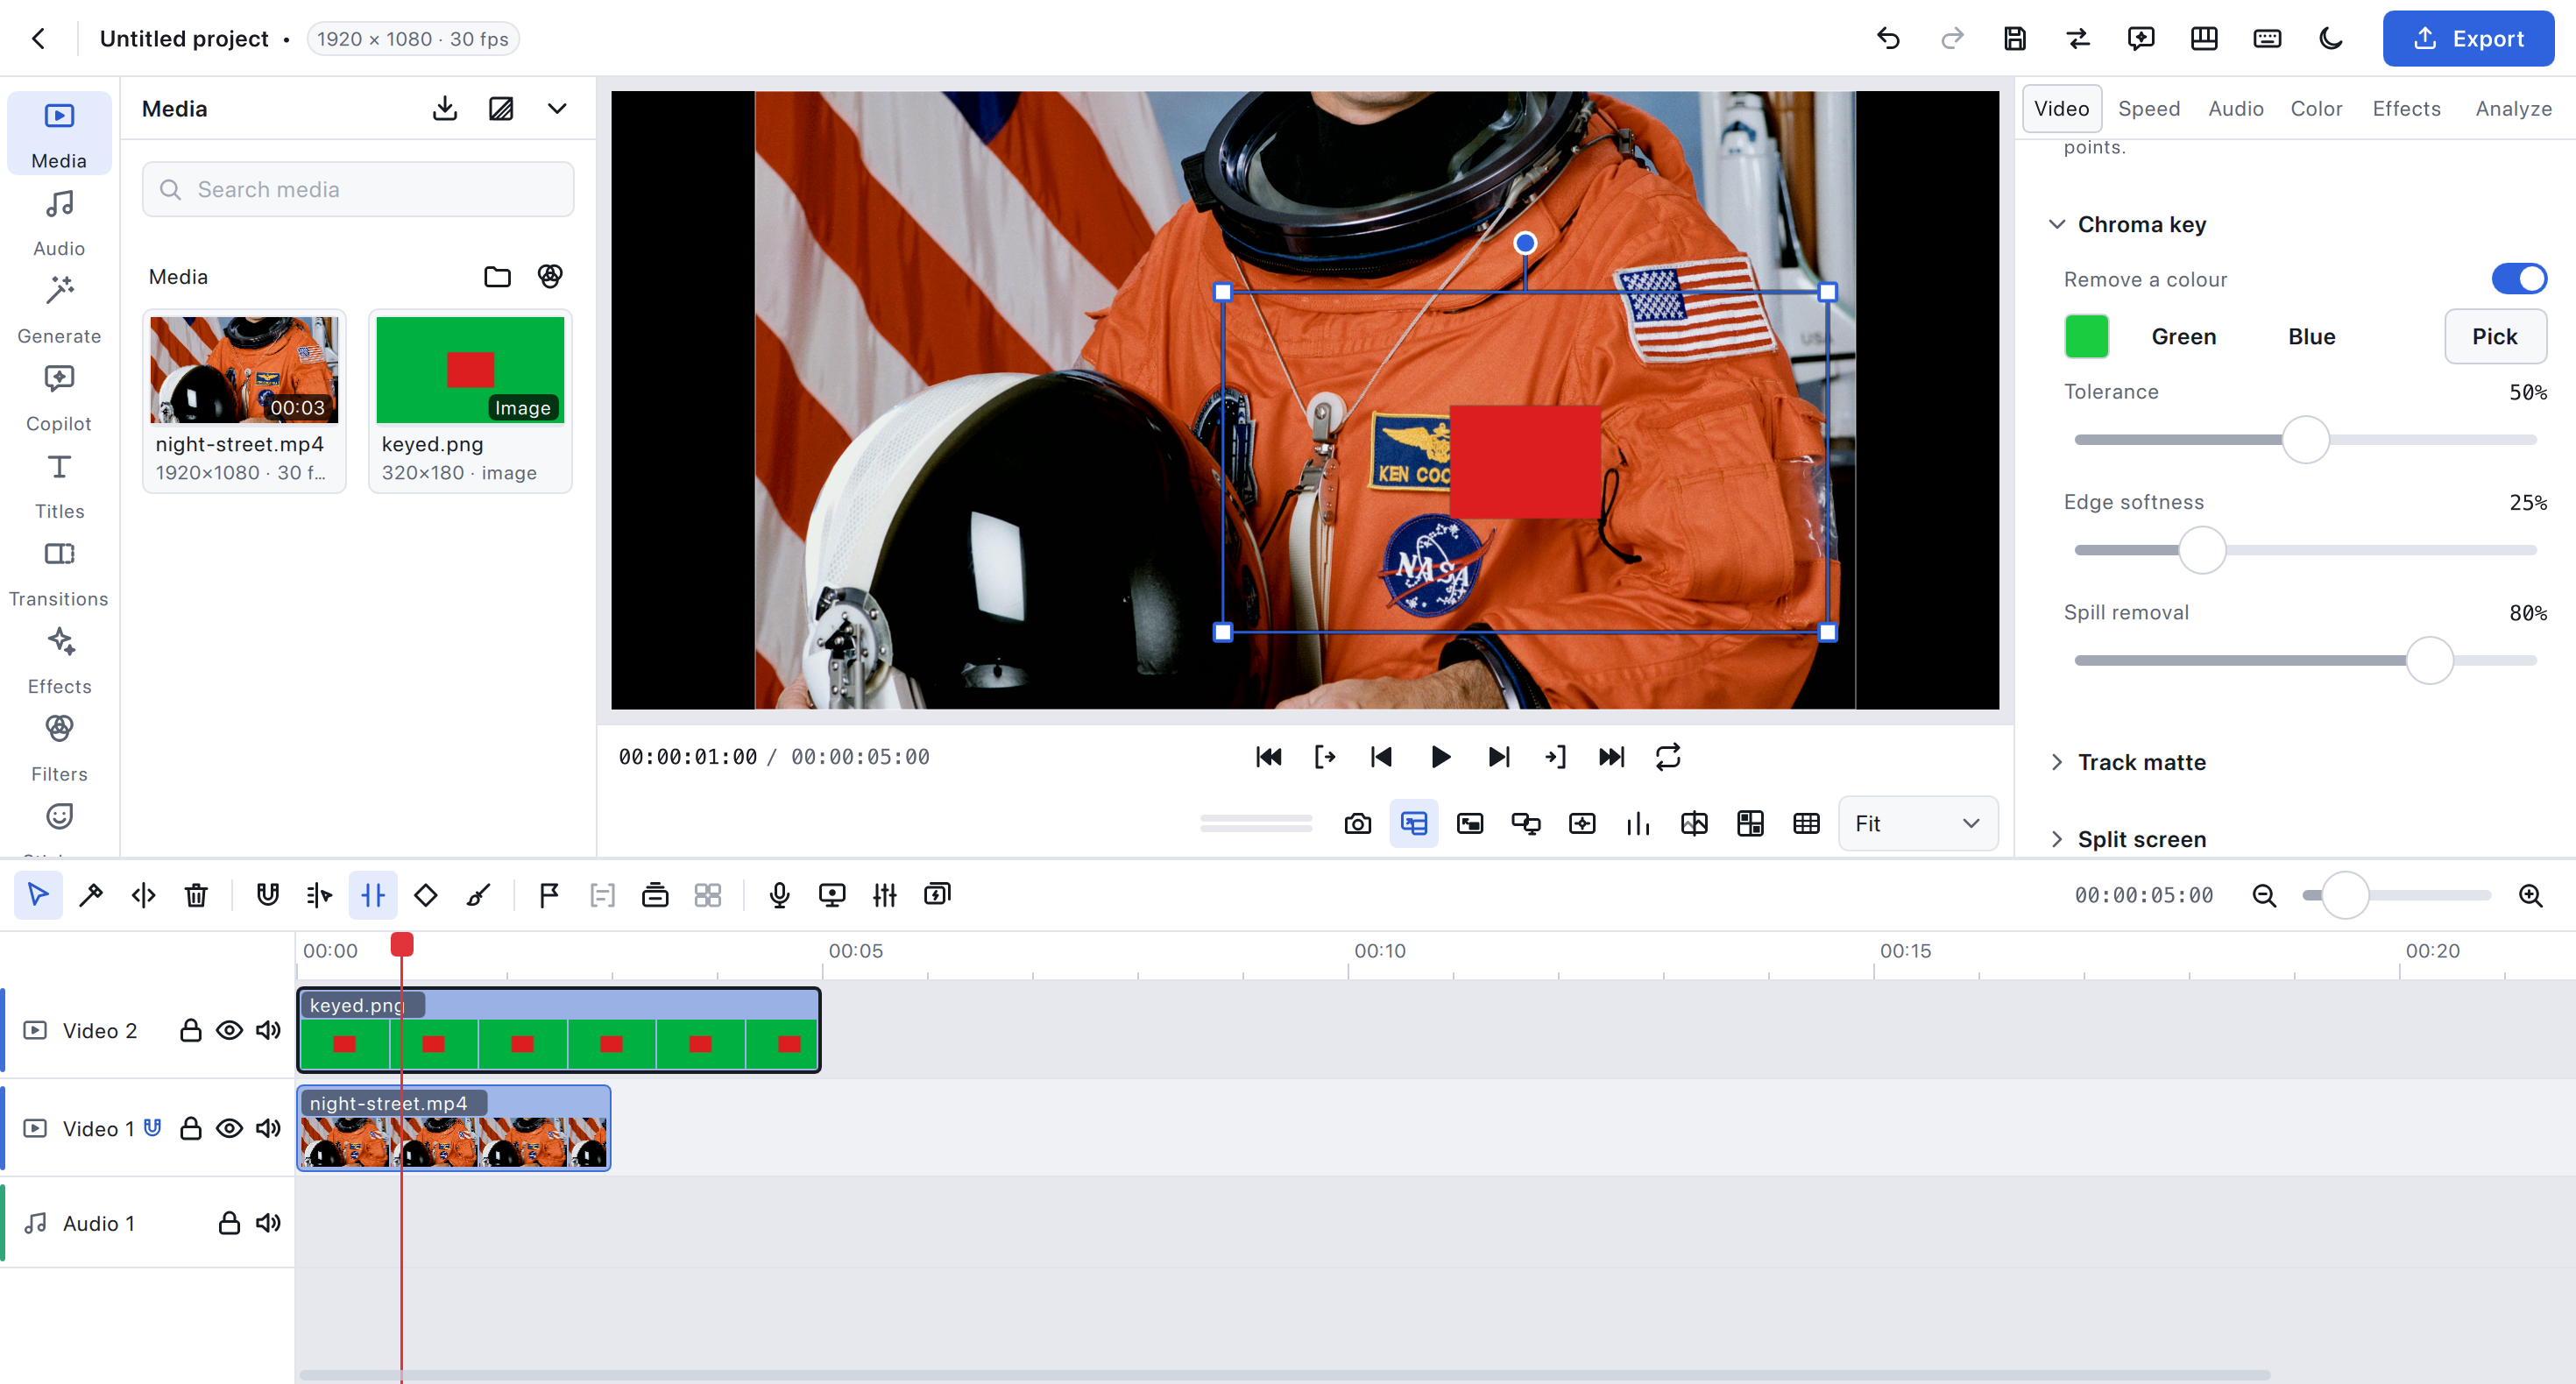 Untitled project •
1920 × 1080 · 30 fps
Export
Media
Audio
Generate
Copilot
Titles
Transitions
Effects
Filters
Media
Search media
Media
00:03
night-street.mp4
1920×1080 · 30 f…
Image
keyed.png
320×180 · image
USA
KEN COC
NASA
00:00:01:00 / 00:00:05:00
Fit
Video
Speed
Audio
Color
Effects
Analyze
points.
Chroma key
Remove a colour
Green
Blue
Pick
Tolerance
50%
Edge softness
25%
Spill removal
80%
Track matte
Split screen
00:00:05:00
00:00
00:05
00:10
00:15
00:20
Video 2
keyed.png
Video 1
night-street.mp4
Audio 1